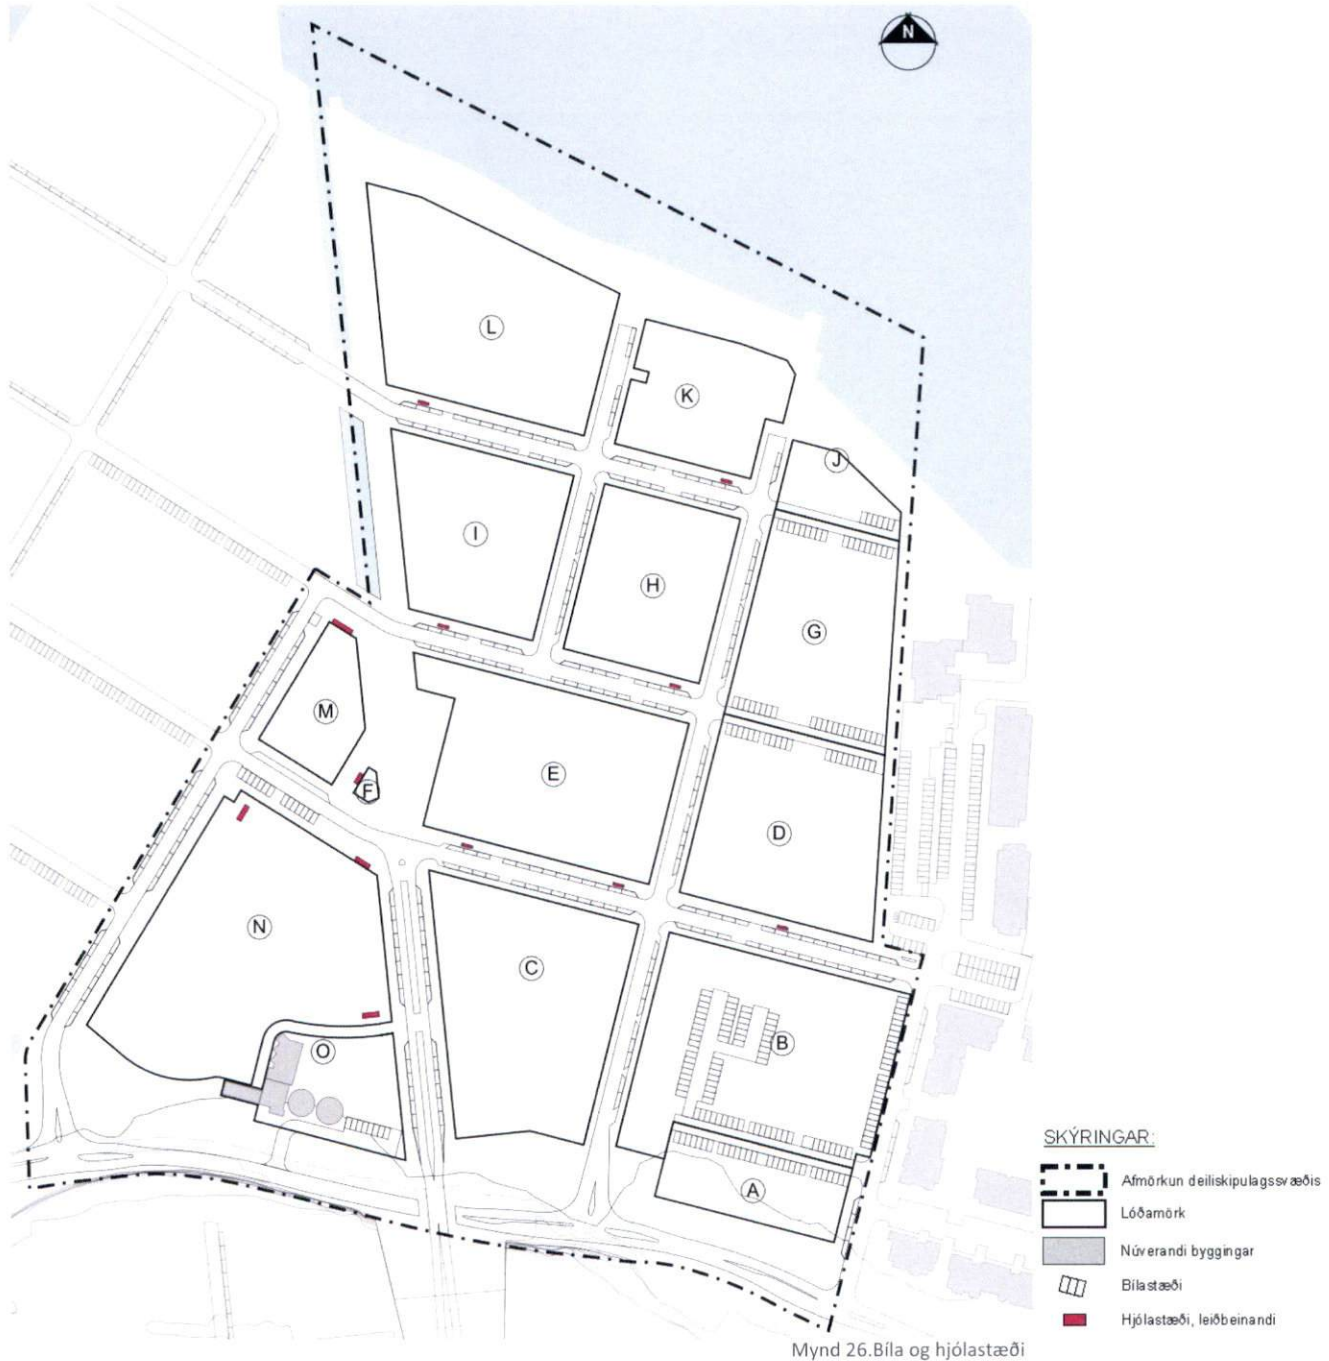 N
L
K
J
I
H
G
M
F
E
D
N
C
B
O
A
SKÝRINGAR:
Afmörkun deiliskipulagssvæðis
Lóðamörk
Núverandi byggingar
Bílastæði
Hjólastæði, leiðbeinandi
Mynd 26.Bíla og hjólastæði